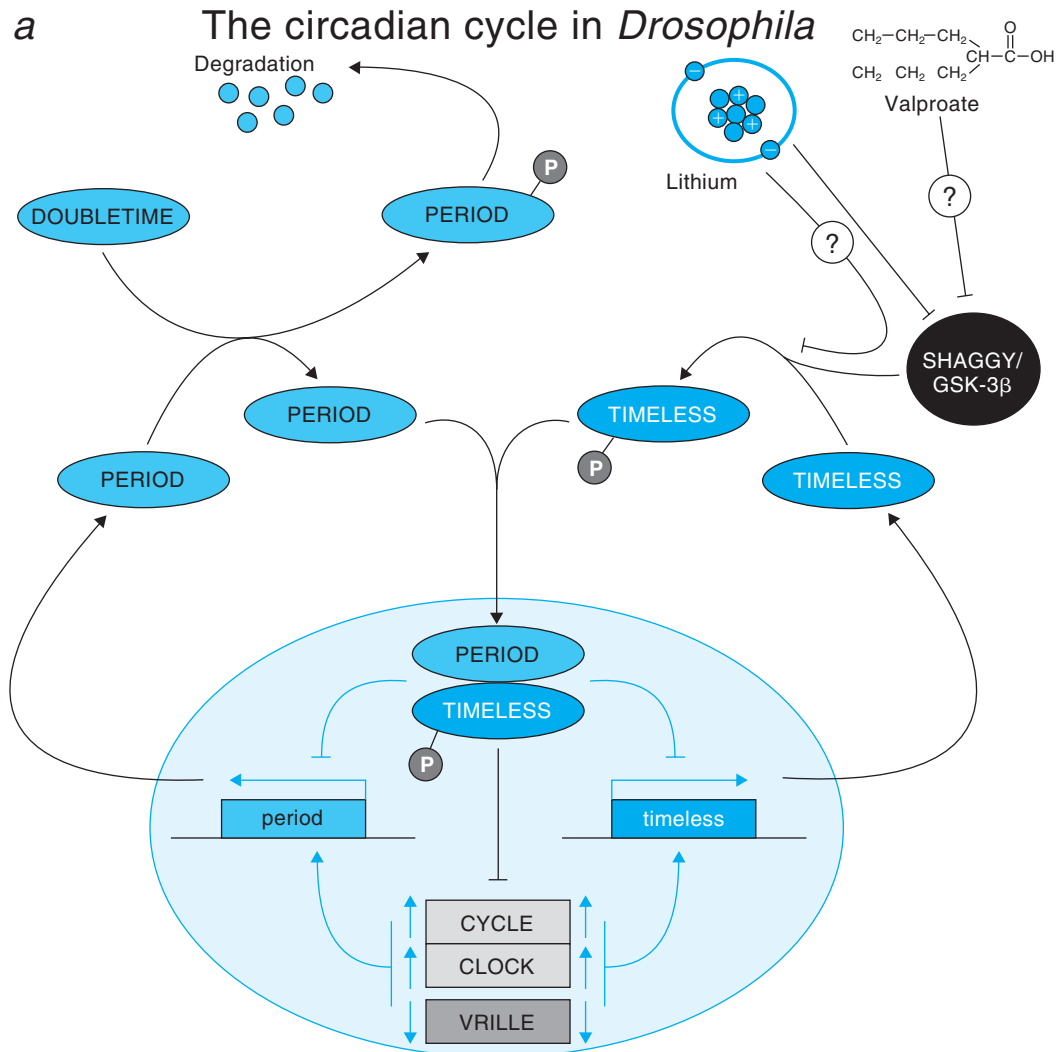 a
The circadian cycle in Drosophila
Degradation
P
DOUBLETIME
PERIOD
− + + + −
Lithium
CH2–CH2–CH2
O
CH–C–OH
CH2 CH2 CH2
Valproate
?
?
SHAGGY/
GSK-3β
PERIOD
TIMELESS
P
PERIOD
TIMELESS
PERIOD
TIMELESS
P
period
timeless
CYCLE
CLOCK
VRILLE